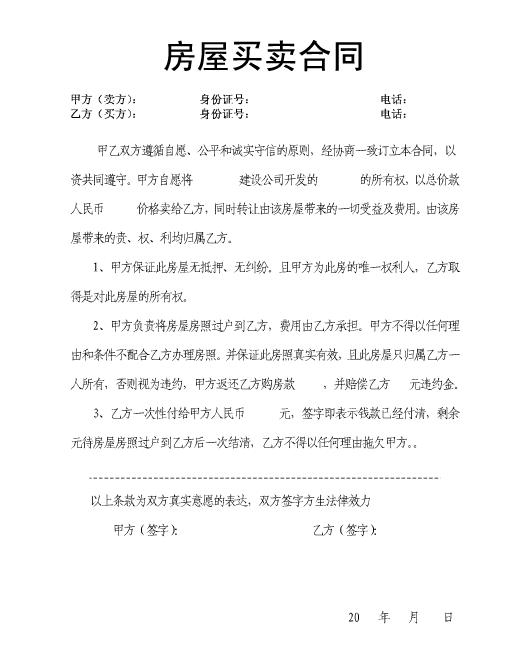 房屋买卖合同
甲方（卖方）： 身份证号： 电话：
乙方（买方）： 身份证号： 电话：
甲乙双方遵循自愿、公平和诚实守信的原则，经协商一致订立本合同，以
资共同遵守。甲方自愿将 建设公司开发的 的所有权，以总价款
人民币 价格卖给乙方，同时转让由该房屋带来的一切受益及费用。由该房
屋带来的责、权、利均归属乙方。
1、甲方保证此房屋无抵押、无纠纷。且甲方为此房的唯一权利人，乙方取
得是对此房屋的所有权。
2、甲方负责将房屋房照过户到乙方，费用由乙方承担。甲方不得以任何理
由和条件不配合乙方办理房照。并保证此房照真实有效，且此房屋只归属乙方一
人所有，否则视为违约，甲方返还乙方购房款 ，并赔偿乙方 元违约金。
3、乙方一次性付给甲方人民币 元，签字即表示钱款已经付清，剩余
元待房屋房照过户到乙方后一次结清，乙方不得以任何理由拖欠甲方。。
以上条款为双方真实意愿的表达，双方签字方生法律效力
甲方（签字）： 乙方（签字）：
20 年 月 日